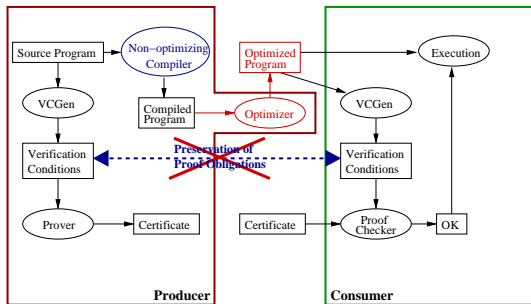 Source Program
Non-optimizing
Compiler
Optimized
Program
Execution
VCGen
Compiled
Program
Optimizer
VCGen
Verification
Conditions
Preservation of
Proof Obligations
Verification
Conditions
Prover
Certificate
Certificate
Proof
Checker
OK
Producer
Consumer